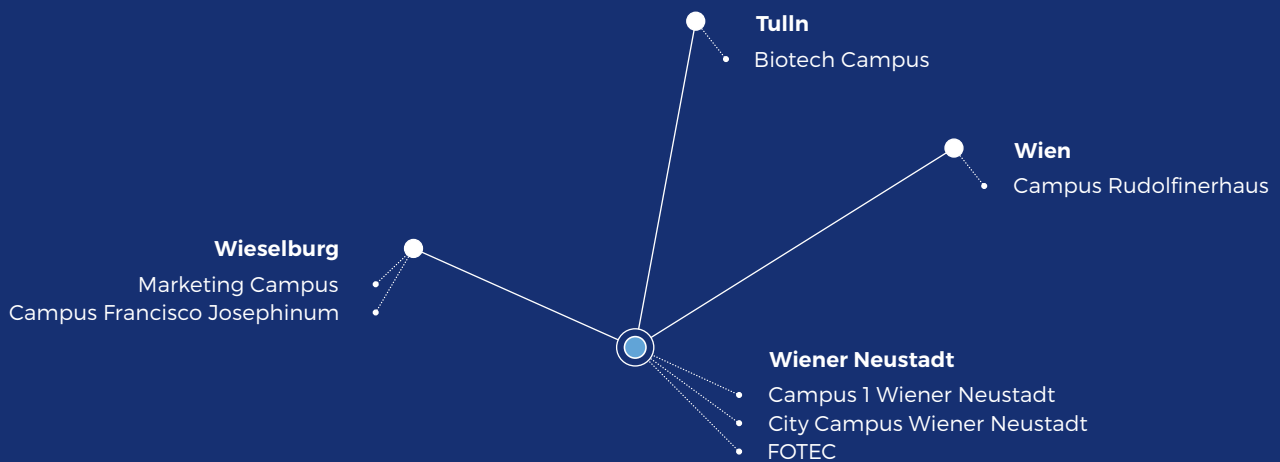 Tulln
Biotech Campus
Wien
Campus Rudolfinerhaus
Wieselburg
Marketing Campus
Campus Francisco Josephinum
Wiener Neustadt
Campus 1 Wiener Neustadt
City Campus Wiener Neustadt
FOTEC